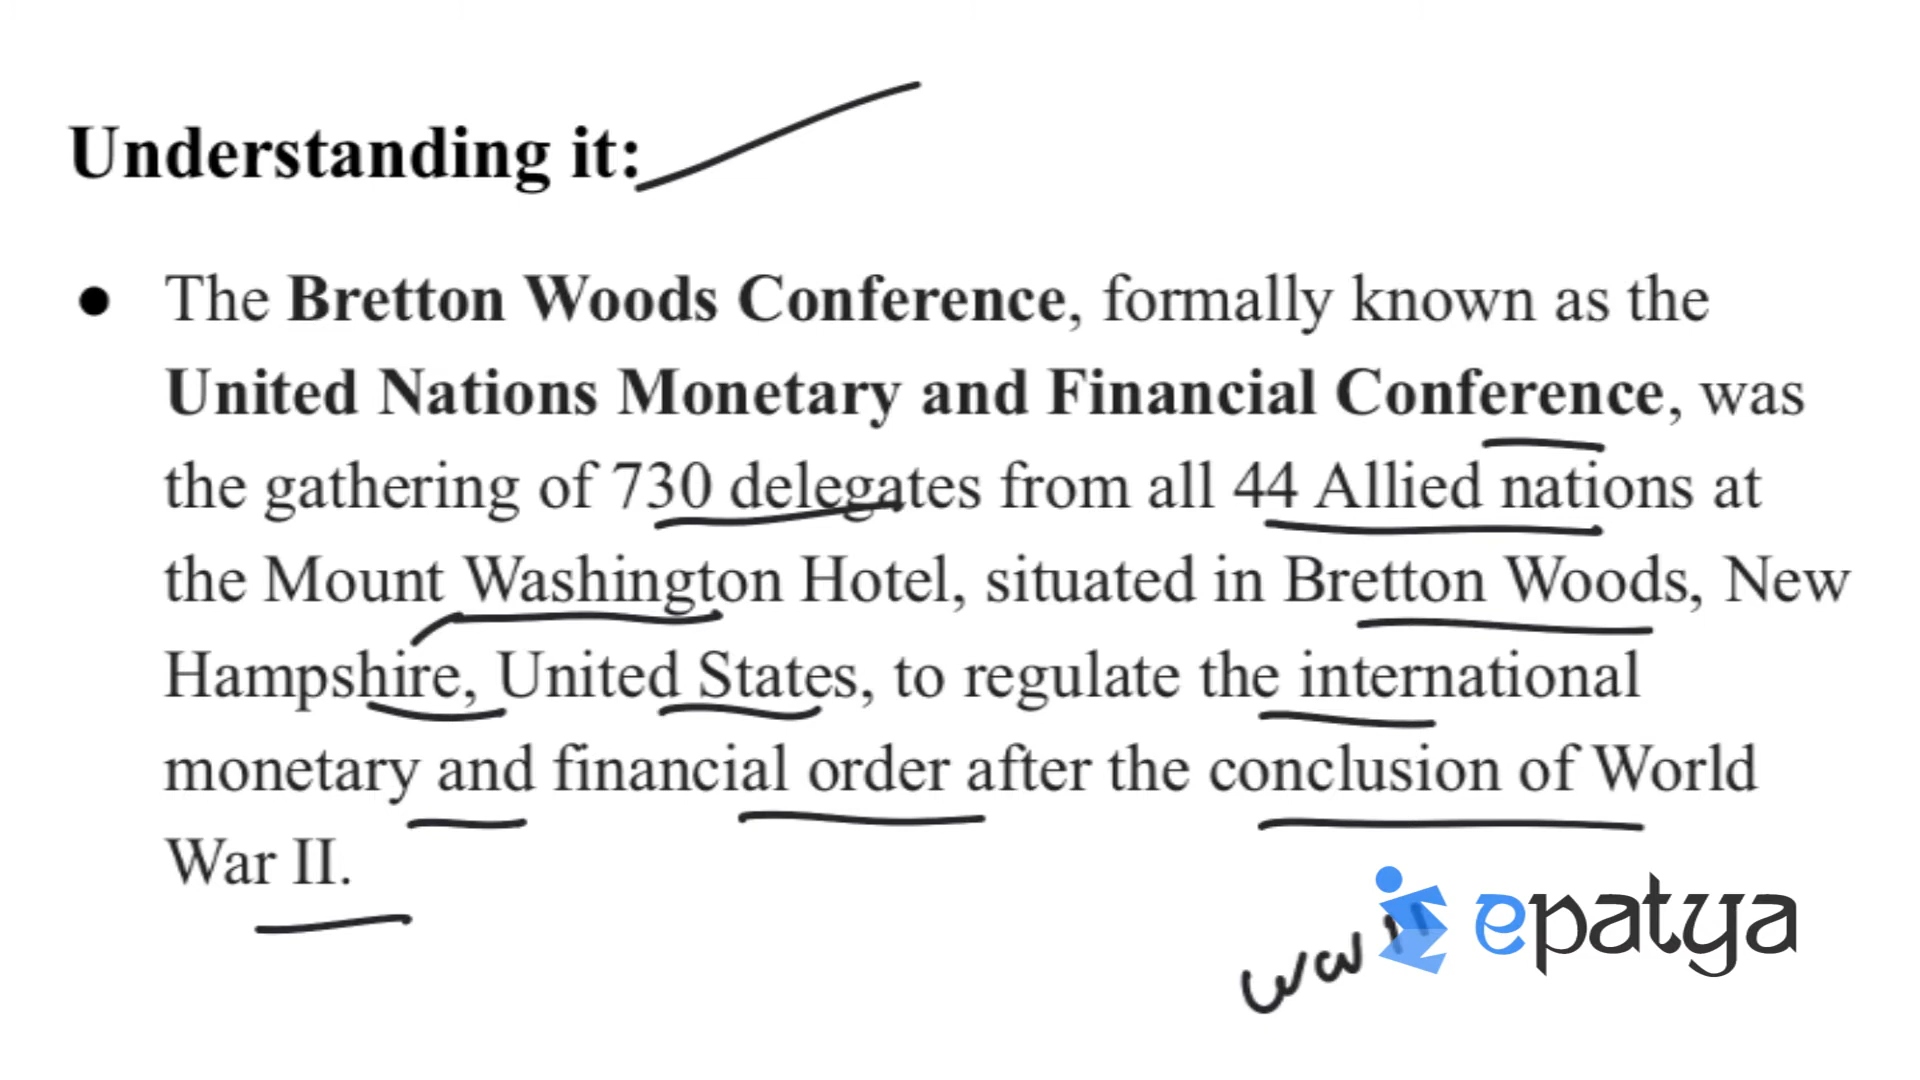 Understanding it:
● The Bretton Woods Conference, formally known as the
United Nations Monetary and Financial Conference, was
the gathering of 730 delegates from all 44 Allied nations at
the Mount Washington Hotel, situated in Bretton Woods, New
Hampshire, United States, to regulate the international
monetary and financial order after the conclusion of World
War II.
epatya